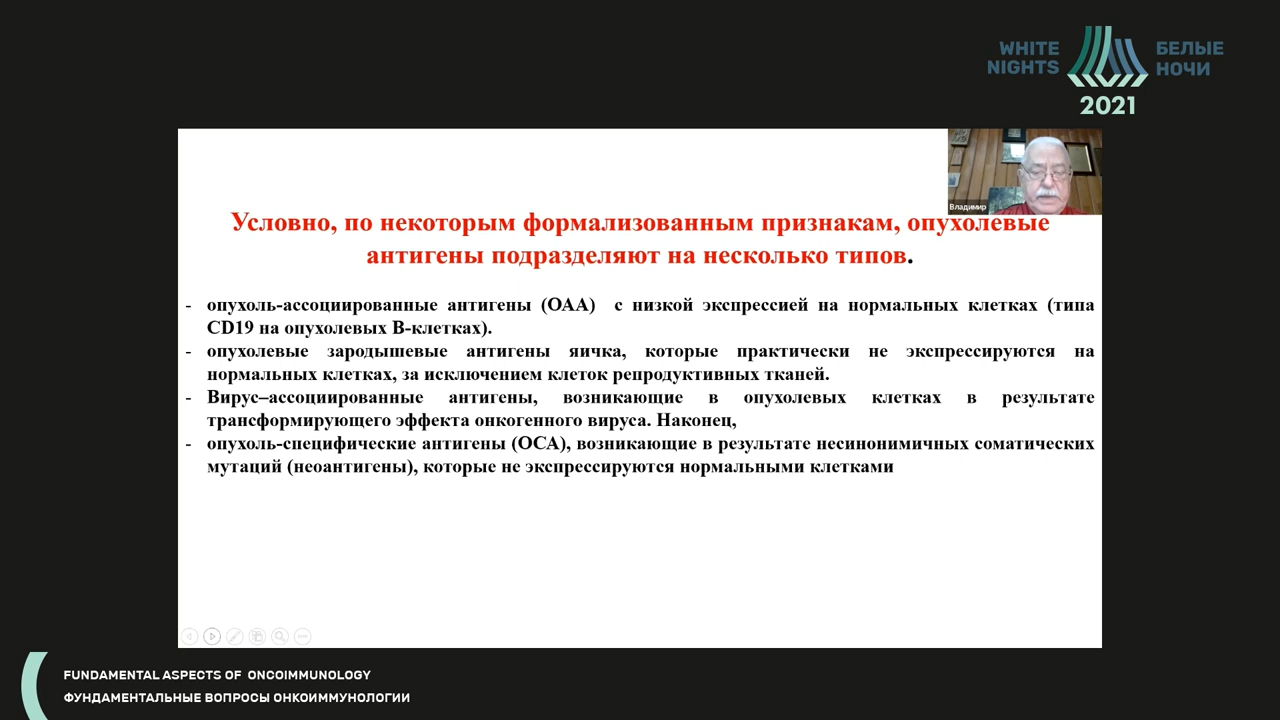 WHITE
NIGHTS
БЕЛЫЕ
НОЧИ
2021
Владимир
Условно, по некоторым формализованным признакам, опухолевые
антигены подразделяют на несколько типов.
- опухоль-ассоциированные антигены (ОАА) с низкой экспрессией на нормальных клетках (типа
CD19 на опухолевых В-клетках).
- опухолевые зародышевые антигены яичка, которые практически не экспрессируются на
нормальных клетках, за исключением клеток репродуктивных тканей.
- Вирус–ассоциированные антигены, возникающие в опухолевых клетках в результате
трансформирующего эффекта онкогенного вируса. Наконец,
- опухоль-специфические антигены (ОСА), возникающие в результате несинонимичных соматических
мутаций (неоантигены), которые не экспрессируются нормальными клетками
FUNDAMENTAL ASPECTS OF ONCOIMMUNOLOGY
ФУНДАМЕНТАЛЬНЫЕ ВОПРОСЫ ОНКОИММУНОЛОГИИ